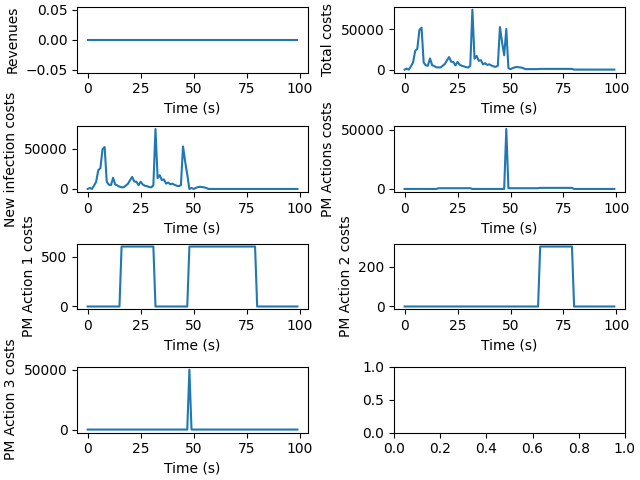 Revenues
0.05
0.00
−0.05
0 25 50 75 100
Time (s)
Total costs
50000
0
0 25 50 75 100
Time (s)
New infection costs
50000
0
0 25 50 75 100
Time (s)
PM Actions costs
50000
0
0 25 50 75 100
Time (s)
PM Action 1 costs
500
0
0 25 50 75 100
Time (s)
PM Action 2 costs
200
0
0 25 50 75 100
Time (s)
PM Action 3 costs
50000
0
0 25 50 75 100
Time (s)
1.0
0.5
0.0
0.0 0.2 0.4 0.6 0.8 1.0